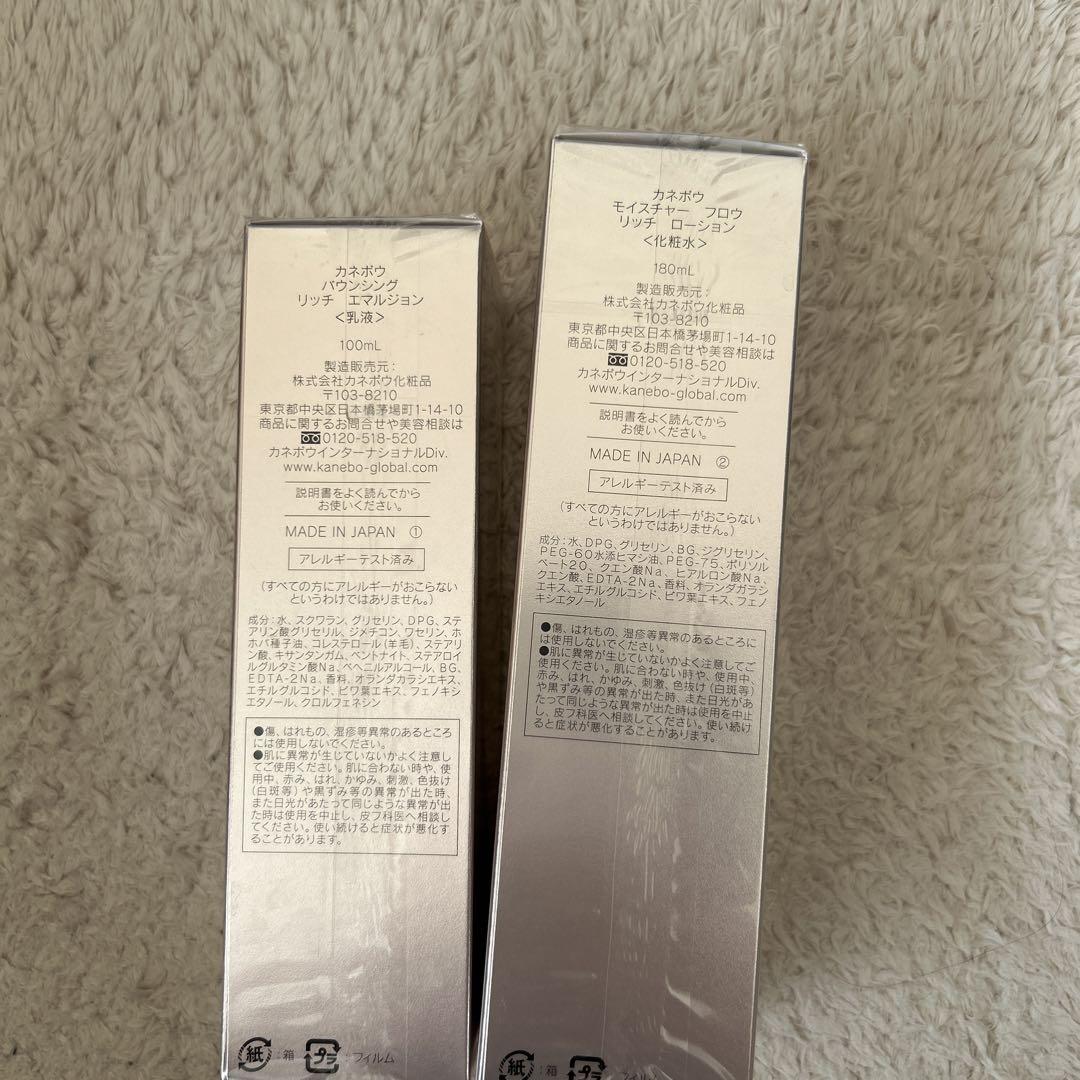 カネボウ
バウンシング
リッチ エマルジョン
<乳液>
100mL
製造販売元:
株式会社カネボウ化粧品
〒103-8210
東京都中央区日本橋茅場町1-14-10
商品に関するお問合せや美容相談は
0120-518-520
カネボウインターナショナルDiv.
www.kanebo-global.com
説明書をよく読んでから
お使いください。
MADE IN JAPAN ①
アレルギーテスト済み
(すべての方にアレルギーがおこらない
というわけではありません。)
成分:水、スクワラン、グリセリン、DPG、ステ
アリン酸グリセリル、ジメチコン、ワセリン、ホ
ホバ種子油、コレステロール(羊毛)、ステアリ
ン酸、キサンタンガム、ベントナイト、ステアロイ
ルグルタミン酸Na、ベヘニルアルコール、BG、
EDTA-2Na、香料、オランダカラシエキス、
エチルグルコシド、ビワ葉エキス、フェノキシ
エタノール、クロルフェネシン
●傷、はれもの、湿疹等異常のあるところ
には使用しないでください。
●肌に異常が生じていないかよく注意し
てご使用ください。肌に合わない時や、使
用中、赤み、はれ、かゆみ、刺激、色抜け
(白斑等)や黒ずみ等の異常が出た時、
また日光があたって同じような異常が出
た時は使用を中止し、皮フ科医へ相談し
てください。使い続けると症状が悪化す
ることがあります。
紙:箱 プラ:フィルム
カネボウ
モイスチャー フロウ
リッチ ローション
<化粧水>
180mL
製造販売元:
株式会社カネボウ化粧品
〒103-8210
東京都中央区日本橋茅場町1-14-10
商品に関するお問合せや美容相談は
0120-518-520
カネボウインターナショナルDiv.
www.kanebo-global.com
説明書をよく読んでから
お使いください。
MADE IN JAPAN ②
アレルギーテスト済み
(すべての方にアレルギーがおこらない
というわけではありません。)
成分:水、DPG、グリセリン、BG、ジグリセリン、
PEG-60水添ヒマシ油、PEG-75、ポリソル
ベート20、クエン酸Na、ヒアルロン酸Na、
クエン酸、EDTA-2Na、香料、オランダガラシ
エキス、エチルグルコシド、ビワ葉エキス、フェノ
キシエタノール
●傷、はれもの、湿疹等異常のあるところに
は使用しないでください。
●肌に異常が生じていないかよく注意してご
使用ください。肌に合わない時や、使用中、
赤み、はれ、かゆみ、刺激、色抜け(白斑等)
や黒ずみ等の異常が出た時、また日光があ
たって同じような異常が出た時は使用を中止
し、皮フ科医へ相談してください。使い続け
ると症状が悪化することがあります。
紙:箱 プラ:フィルム